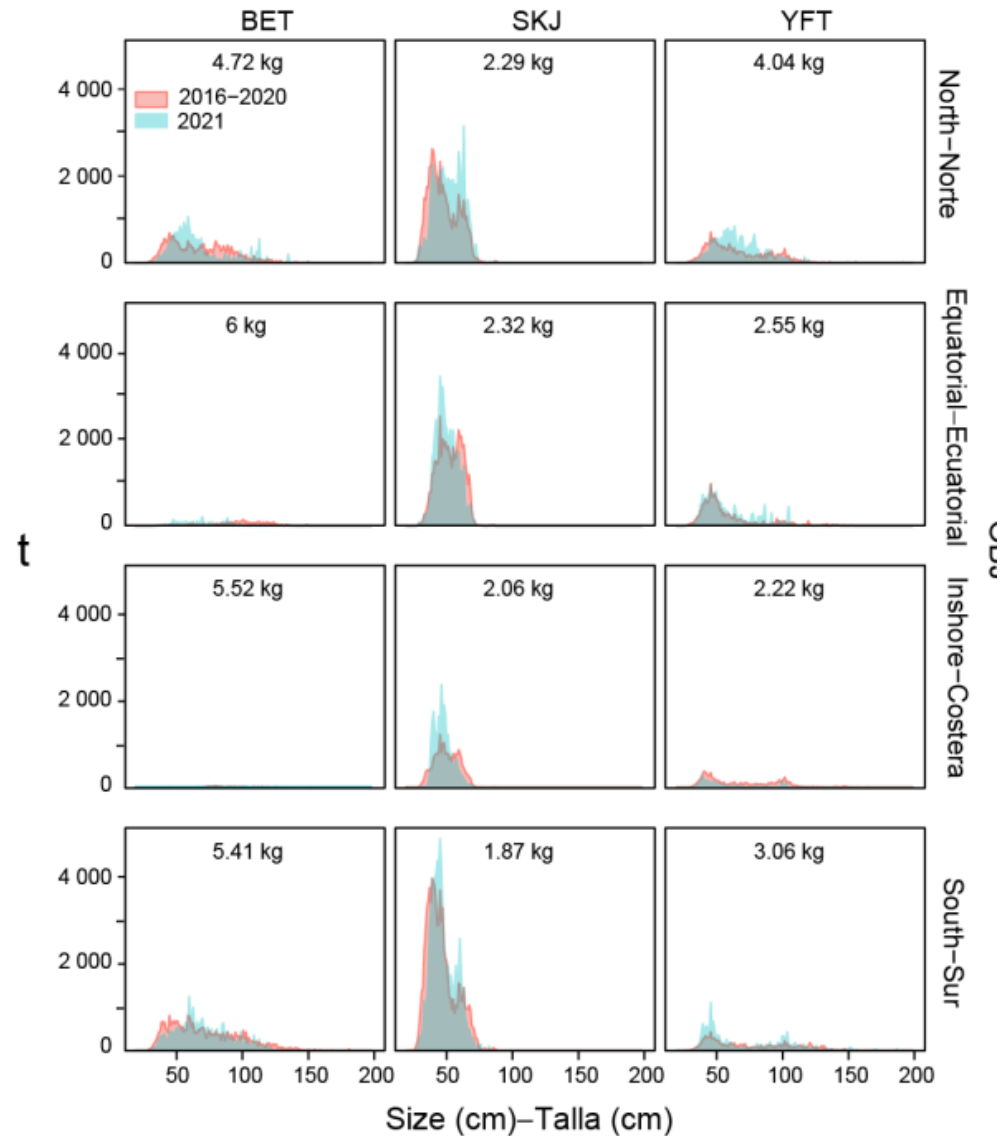 BET SKJ YFT
4.72 kg 2.29 kg 4.04 kg
4 000
2016−2020
2021
2 000
0
North−Norte
6 kg 2.32 kg 2.55 kg
4 000
2 000
0
Equatorial−Ecuatorial
t
5.52 kg 2.06 kg 2.22 kg
4 000
2 000
0
Inshore−Costera
5.41 kg 1.87 kg 3.06 kg
4 000
2 000
0
South−Sur
50 100 150 200 50 100 150 200 50 100 150 200
Size (cm)−Talla (cm)